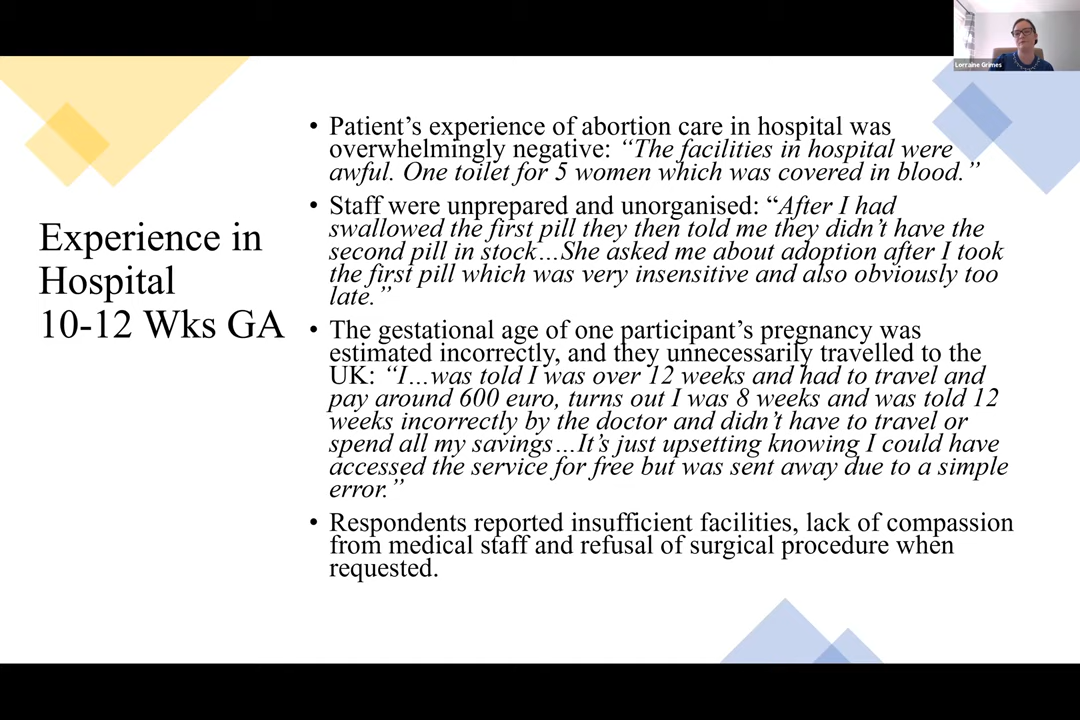 Lorraine Grimes
Experience in
Hospital
10-12 Wks GA
• Patient’s experience of abortion care in hospital was
overwhelmingly negative: “The facilities in hospital were
awful. One toilet for 5 women which was covered in blood.”
• Staff were unprepared and unorganised: “After I had
swallowed the first pill they then told me they didn’t have the
second pill in stock…She asked me about adoption after I took
the first pill which was very insensitive and also obviously too
late.”
• The gestational age of one participant’s pregnancy was
estimated incorrectly, and they unnecessarily travelled to the
UK: “I…was told I was over 12 weeks and had to travel and
pay around 600 euro, turns out I was 8 weeks and was told 12
weeks incorrectly by the doctor and didn’t have to travel or
spend all my savings…It’s just upsetting knowing I could have
accessed the service for free but was sent away due to a simple
error.”
• Respondents reported insufficient facilities, lack of compassion
from medical staff and refusal of surgical procedure when
requested.